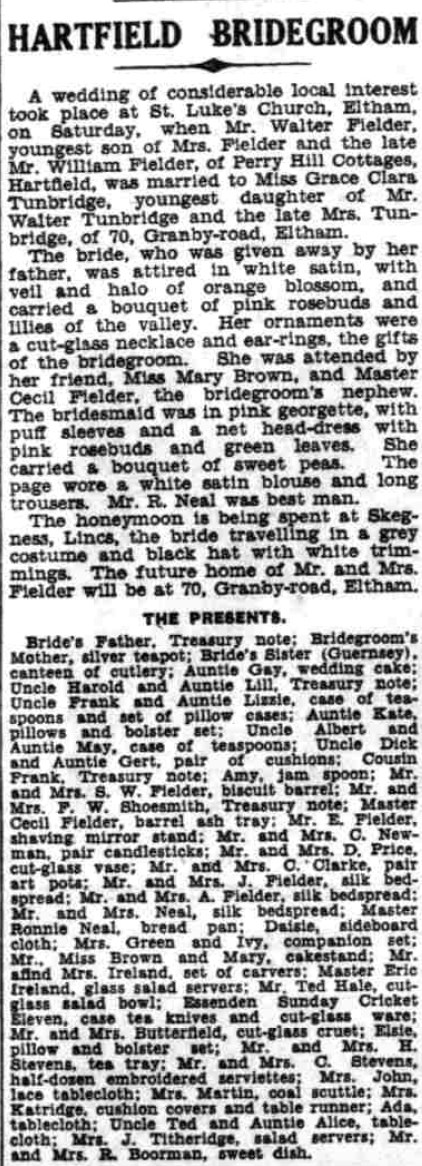 HARTFIELD BRIDEGROOM
A wedding of considerable local interest
took place at St. Luke's Church, Eltham,
on Saturday, when Mr. Walter Fielder,
youngest son of Mrs. Fielder and the late
Mr. William Fielder, of Perry Hill Cottages,
Hartfield, was married to Miss Grace Clara
Tunbridge, youngest daughter of Mr.
Walter Tunbridge and the late Mrs. Tun-
bridge, of 70, Granby-road, Eltham.
The bride, who was given away by her
father, was attired in white satin, with
veil and halo of orange blossom, and
carried a bouquet of pink rosebuds and
lilies of the valley. Her ornaments were
a cut-glass necklace and ear-rings, the gifts
of the bridegroom. She was attended by
her friend, Miss Mary Brown, and Master
Cecil Fielder, the bridegroom's nephew.
The bridesmaid was in pink georgette, with
puff sleeves and a net head-dress with
pink rosebuds and green leaves. She
carried a bouquet of sweet peas. The
page wore a white satin blouse and long
trousers. Mr. R. Neal was best man.
The honeymoon is being spent at Skeg-
ness, Lincs, the bride travelling in a grey
costume and black hat with white trim-
mings. The future home of Mr. and Mrs.
Fielder will be at 70, Granby-road, Eltham.
THE PRESENTS.
Bride's Father, Treasury note; Bridegroom's
Mother, silver teapot; Bride's Sister (Guernsey),
canteen of cutlery; Auntie Gay, wedding cake;
Uncle Harold and Auntie Lill, Treasury note;
Uncle Frank and Auntie Lizzie, case of tea-
spoons and set of pillow cases; Auntie Kate,
pillows and bolster set; Uncle Albert and
Auntie May, case of teaspoons; Uncle Dick
and Auntie Gert, pair of cushions; Cousin
Frank, Treasury note; Amy, jam spoon; Mr.
and Mrs. S. W. Fielder, biscuit barrel; Mr. and
Mrs. F. W. Shoesmith, Treasury note; Master
Cecil Fielder, barrel ash tray; Mr. E. Fielder,
shaving mirror stand; Mr. and Mrs. C. New-
man, pair candlesticks; Mr. and Mrs. D. Price,
cut-glass vase; Mr. and Mrs. C. Clarke, pair
art pots; Mr. and Mrs. J. Fielder, silk bed-
spread; Mr. and Mrs. A. Fielder, silk bedspread;
Mr. and Mrs. Neal, silk bedspread; Master
Ronnie Neal, bread pan; Daisie, sideboard
cloth; Mrs. Green and Ivy, companion set;
Mr., Miss Brown and Mary, cakestand; Mr.
afind Mrs. Ireland, set of carvers; Master Eric
Ireland, glass salad servers; Mr. Ted Hale, cut-
glass salad bowl; Essenden Sunday Cricket
Eleven, case tea knives and cut-glass ware;
Mr. and Mrs. Butterfield, cut-glass cruet; Elsie,
pillow and bolster set; Mr. and Mrs. H.
Stevens, tea tray; Mr. and Mrs. C. Stevens,
half-dozen embroidered serviettes; Mrs. John,
lace tablecloth; Mrs. Martin, coal scuttle; Mrs.
Katridge, cushion covers and table runner; Ada,
tablecloth; Uncle Ted and Auntie Alice, table-
cloth; Mrs. J. Titheridge, salad servers; Mr.
and Mrs. R. Boorman, sweet dish.